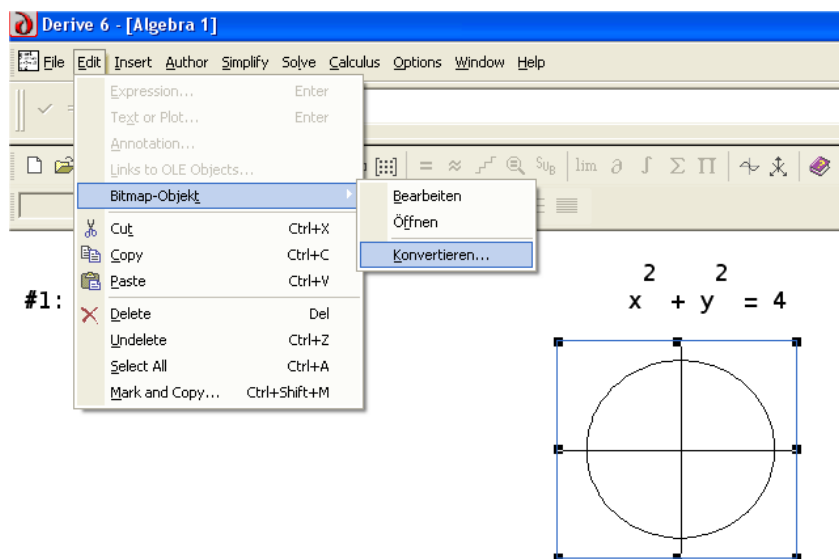 Derive 6 - [Algebra 1]
File Edit Insert Author Simplify Solve Calculus Options Window Help
Expression... Enter
Text or Plot... Enter
Annotation...
Links to OLE Objects...
= ≈ SUB lim ∂ ∫ Σ Π
Bitmap-Objekt
Bearbeiten
Öffnen
Konvertieren...
Cut Ctrl+X
Copy Ctrl+C
Paste Ctrl+V
Delete Del
Undelete Ctrl+Z
Select All Ctrl+A
Mark and Copy... Ctrl+Shift+M
#1:
2 2
x + y = 4